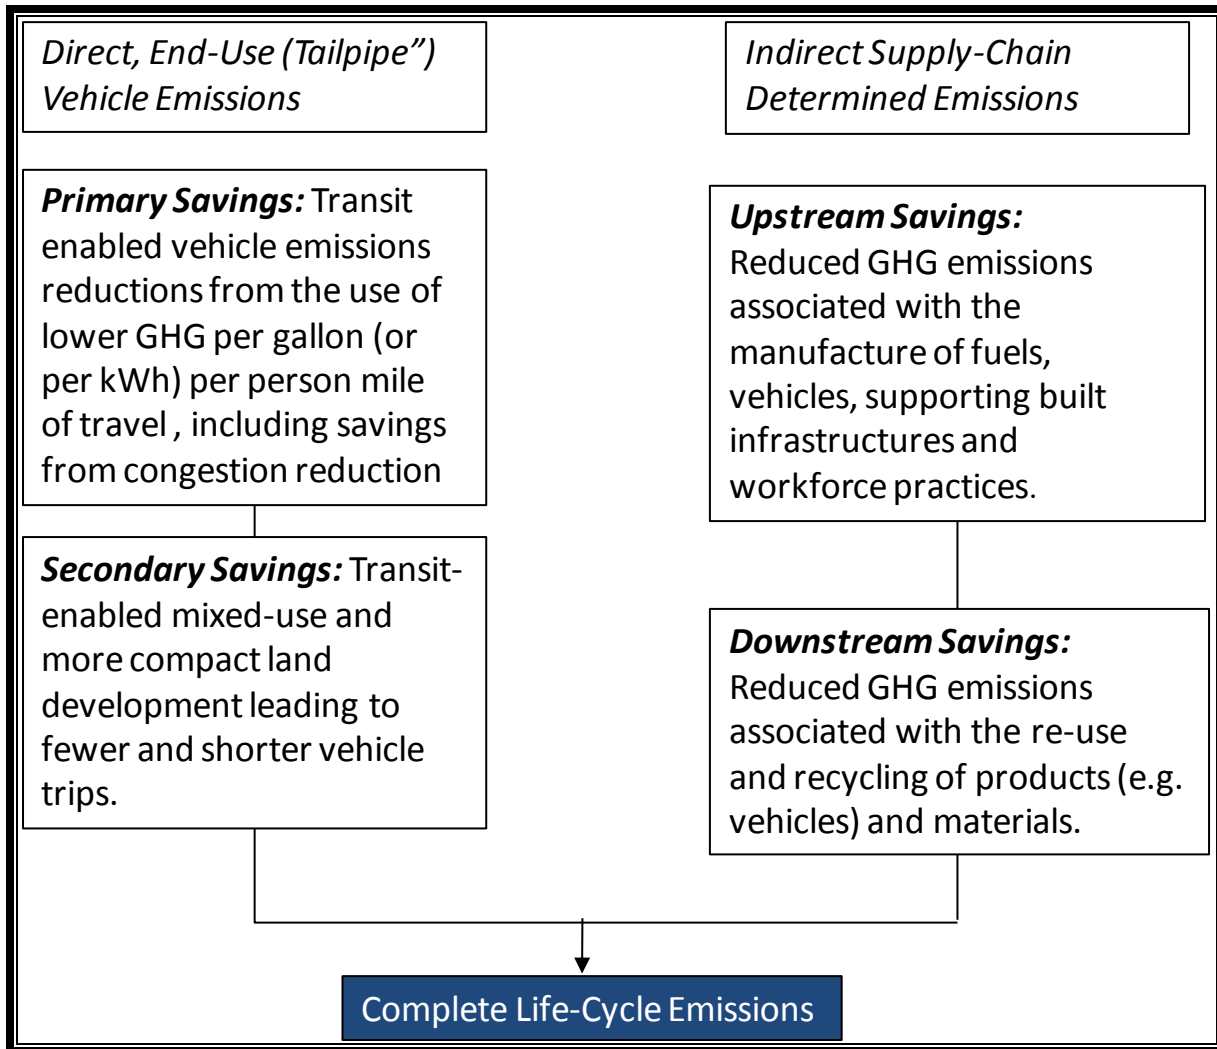 Direct, End-Use (Tailpipe”)
Vehicle Emissions
Primary Savings: Transit
enabled vehicle emissions
reductions from the use of
lower GHG per gallon (or
per kWh) per person mile
of travel , including savings
from congestion reduction
Secondary Savings: Transit-
enabled mixed-use and
more compact land
development leading to
fewer and shorter vehicle
trips.
Indirect Supply-Chain
Determined Emissions
Upstream Savings:
Reduced GHG emissions
associated with the
manufacture of fuels,
vehicles, supporting built
infrastructures and
workforce practices.
Downstream Savings:
Reduced GHG emissions
associated with the re-use
and recycling of products (e.g.
vehicles) and materials.
Complete Life-Cycle Emissions